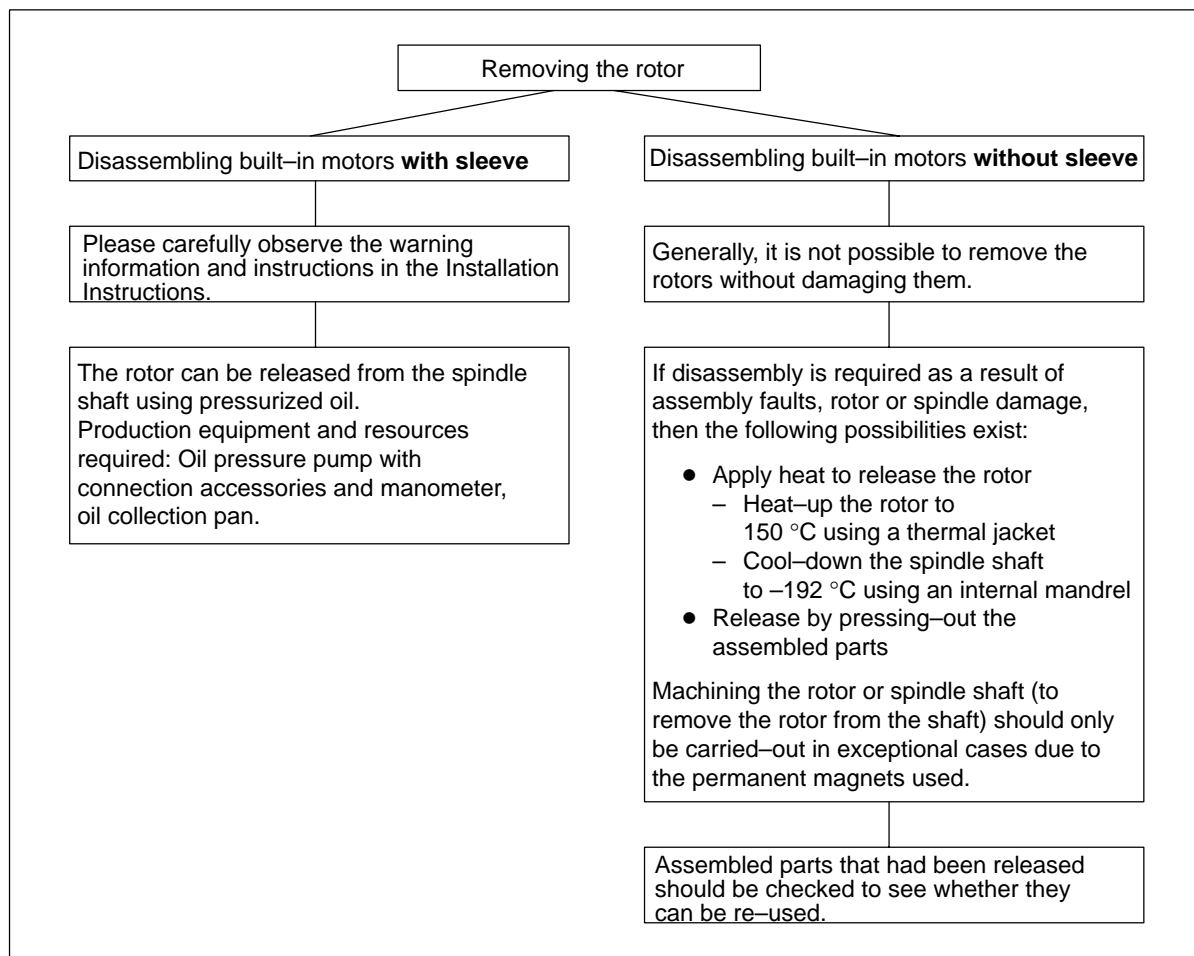 Removing the rotor
Disassembling built–in motors with sleeve
Please carefully observe the warning
information and instructions in the Installation
Instructions.
The rotor can be released from the spindle
shaft using pressurized oil.
Production equipment and resources
required: Oil pressure pump with
connection accessories and manometer,
oil collection pan.
Disassembling built–in motors without sleeve
Generally, it is not possible to remove the
rotors without damaging them.
If disassembly is required as a result of
assembly faults, rotor or spindle damage,
then the following possibilities exist:
● Apply heat to release the rotor
– Heat–up the rotor to
150 °C using a thermal jacket
– Cool–down the spindle shaft
to –192 °C using an internal mandrel
● Release by pressing–out the
assembled parts
Machining the rotor or spindle shaft (to
remove the rotor from the shaft) should only
be carried–out in exceptional cases due to
the permanent magnets used.
Assembled parts that had been released
should be checked to see whether they
can be re–used.